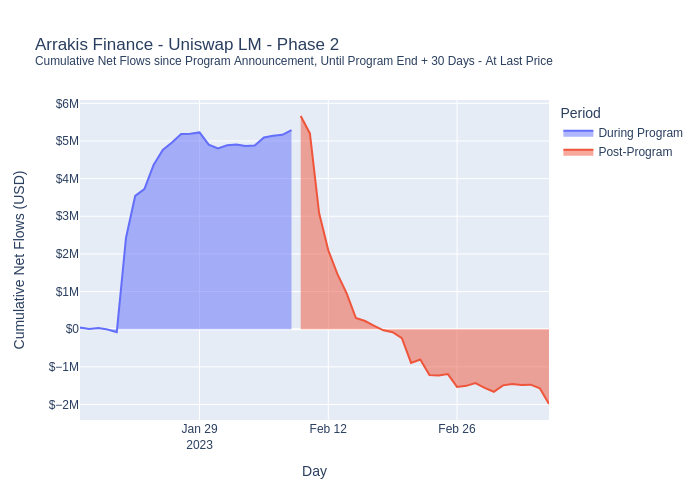 Arrakis Finance - Uniswap LM - Phase 2
Cumulative Net Flows since Program Announcement, Until Program End + 30 Days - At Last Price
Period
During Program
Post-Program
Cumulative Net Flows (USD)
$6M
$5M
$4M
$3M
$2M
$1M
$0
$−1M
$−2M
Jan 29
2023
Feb 12
Feb 26
Day